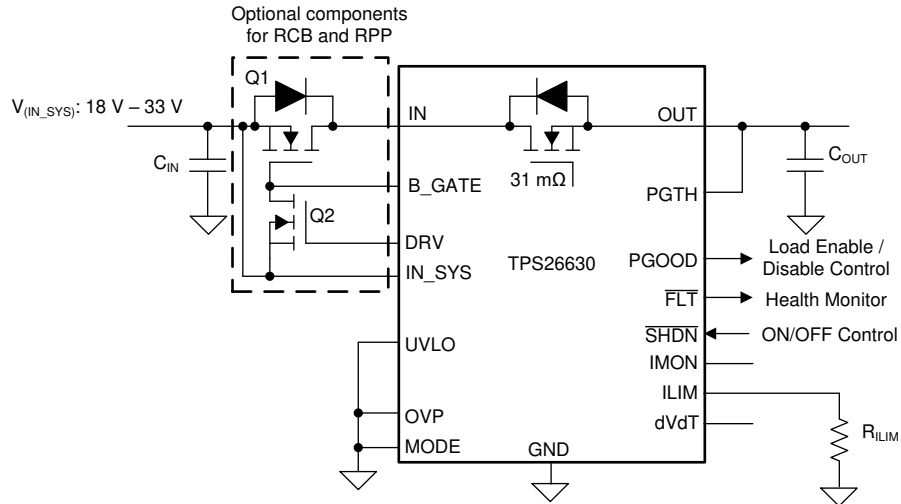 Optional components
for RCB and RPP
Q1
V(IN_SYS): 18 V – 33 V
IN
OUT
CIN
COUT
31 mΩ
B_GATE
PGTH
Q2
DRV
TPS26630
PGOOD
Load Enable /
Disable Control
IN_SYS
FLT
Health Monitor
SHDN
ON/OFF Control
UVLO
IMON
ILIM
OVP
dVdT
RILIM
MODE
GND